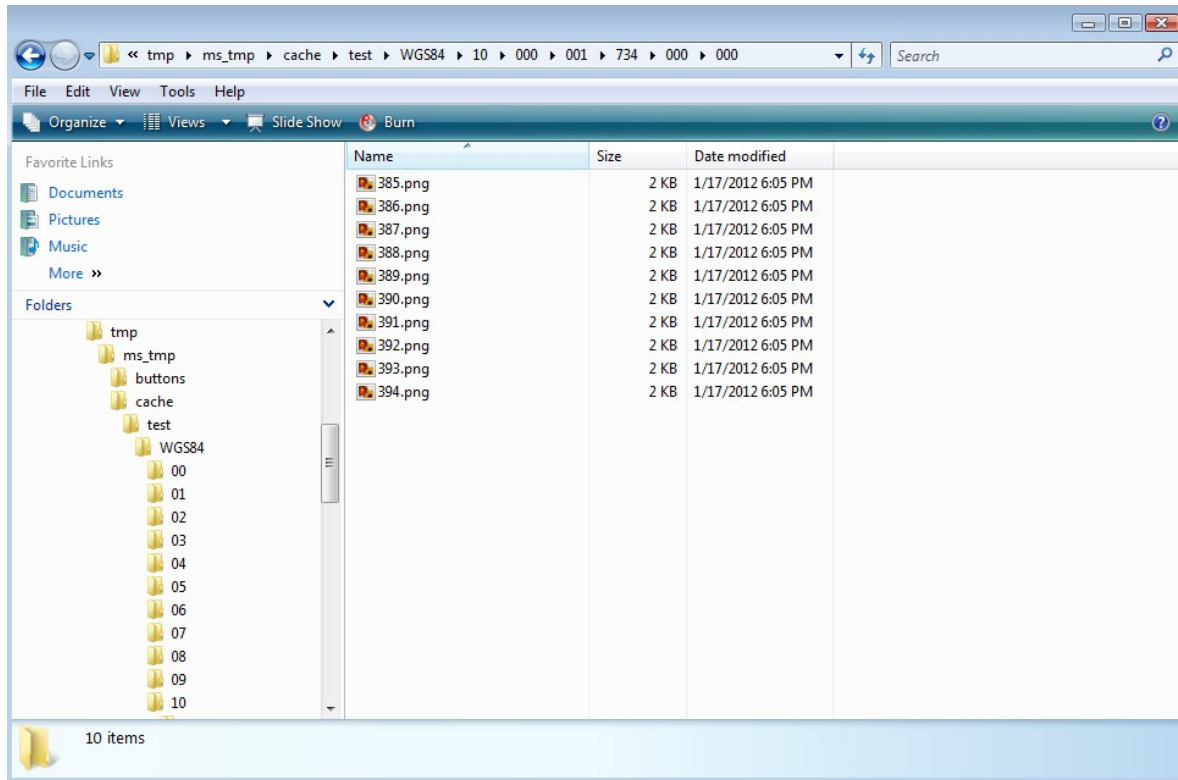 « tmp ▸ ms_tmp ▸ cache ▸ test ▸ WGS84 ▸ 10 ▸ 000 ▸ 001 ▸ 734 ▸ 000 ▸ 000 Search
File Edit View Tools Help
Organize Views Slide Show Burn
Favorite Links
Documents
Pictures
Music
More »
Folders
tmp
ms_tmp
buttons
cache
test
WGS84
00
01
02
03
04
05
06
07
08
09
10
Name Size Date modified
385.png 2 KB 1/17/2012 6:05 PM
386.png 2 KB 1/17/2012 6:05 PM
387.png 2 KB 1/17/2012 6:05 PM
388.png 2 KB 1/17/2012 6:05 PM
389.png 2 KB 1/17/2012 6:05 PM
390.png 2 KB 1/17/2012 6:05 PM
391.png 2 KB 1/17/2012 6:05 PM
392.png 2 KB 1/17/2012 6:05 PM
393.png 2 KB 1/17/2012 6:05 PM
394.png 2 KB 1/17/2012 6:05 PM
10 items